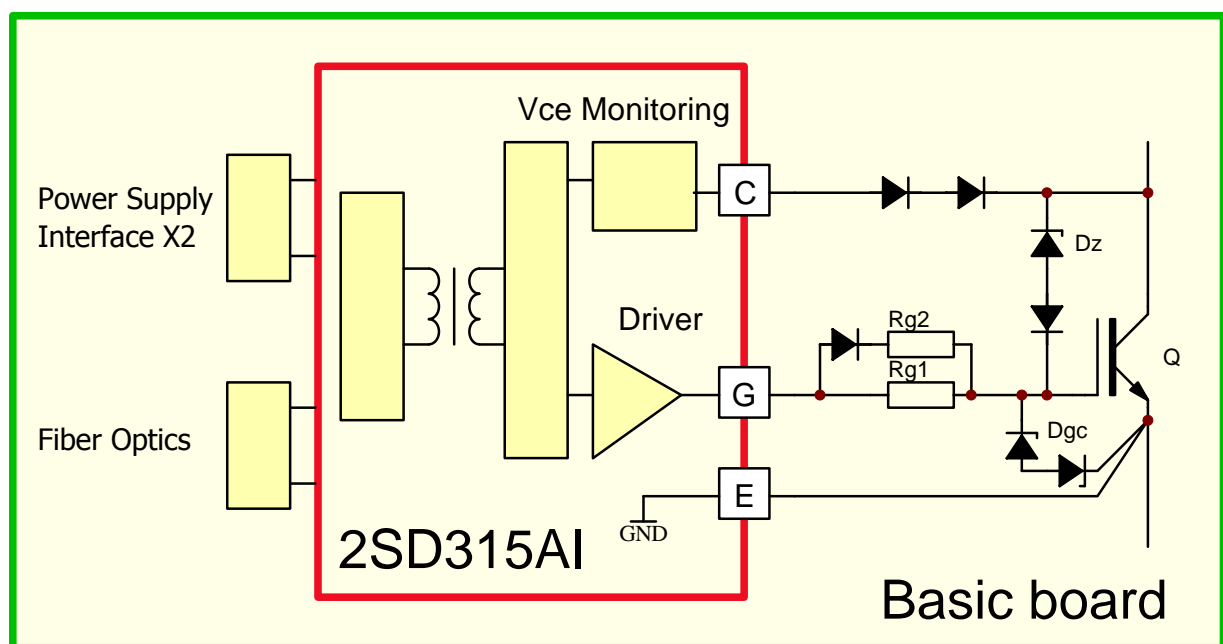 Vce Monitoring
Power Supply
Interface X2
C
Dz
Driver
Rg2
Rg1
Q
G
Fiber Optics
Dgc
E
GND
2SD315AI
Basic board